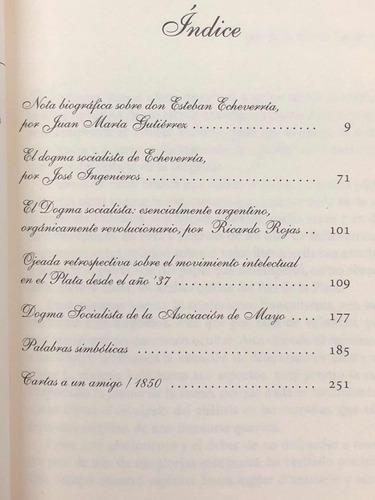 Índice
Nota biográfica sobre don Esteban Echeverría,
por Juan María Gutiérrez ..................... 9
El dogma socialista de Echeverría,
por José Ingenieros ......................... 71
El Dogma socialista: esencialmente argentino,
orgánicamente revolucionario, por Ricardo Rojas .. 101
Ojeada retrospectiva sobre el movimiento intelectual
en el Plata desde el año '37 .................. 109
Dogma Socialista de la Asociación de Mayo ..... 177
Palabras simbólicas .......................... 185
Cartas a un amigo / 1850 ..................... 251